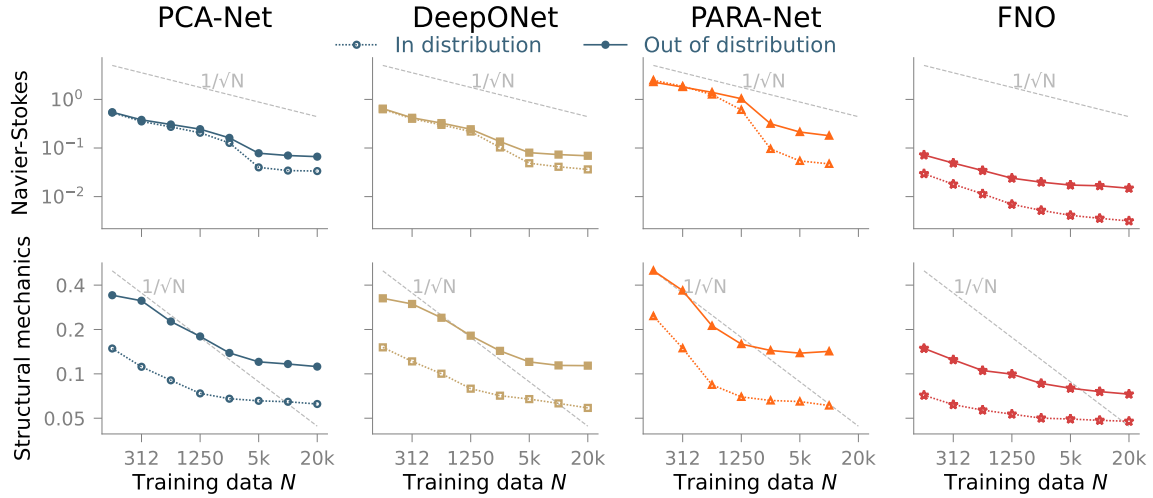 PCA-Net DeepONet PARA-Net FNO
In distribution Out of distribution
Navier-Stokes
10⁰
10⁻¹
10⁻²
1/√N 1/√N 1/√N 1/√N
Structural mechanics
0.4
0.2
0.1
0.05
1/√N 1/√N 1/√N 1/√N
312 1250 5k 20k 312 1250 5k 20k 312 1250 5k 20k 312 1250 5k 20k
Training data N Training data N Training data N Training data N